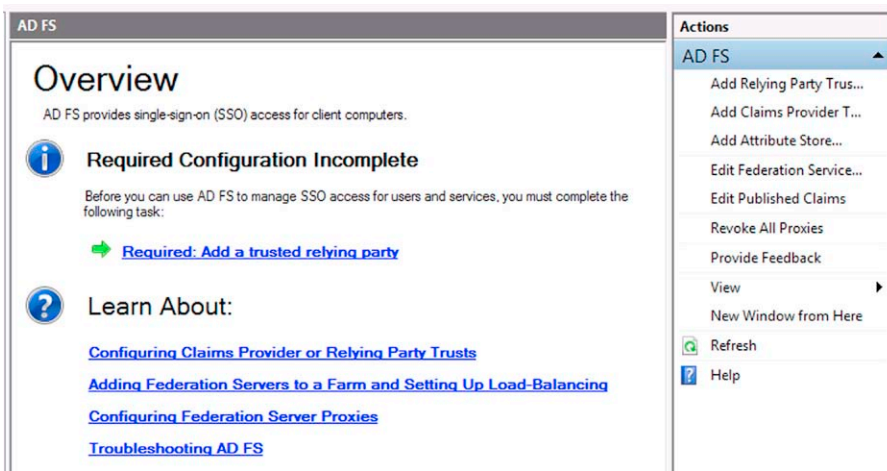 AD FS
Overview
AD FS provides single-sign-on (SSO) access for client computers.
Required Configuration Incomplete
Before you can use AD FS to manage SSO access for users and services, you must complete the
following task:
Required: Add a trusted relying party
Learn About:
Configuring Claims Provider or Relying Party Trusts
Adding Federation Servers to a Farm and Setting Up Load-Balancing
Configuring Federation Server Proxies
Troubleshooting AD FS
Actions
AD FS
Add Relying Party Trus...
Add Claims Provider T...
Add Attribute Store...
Edit Federation Service...
Edit Published Claims
Revoke All Proxies
Provide Feedback
View
New Window from Here
Refresh
Help